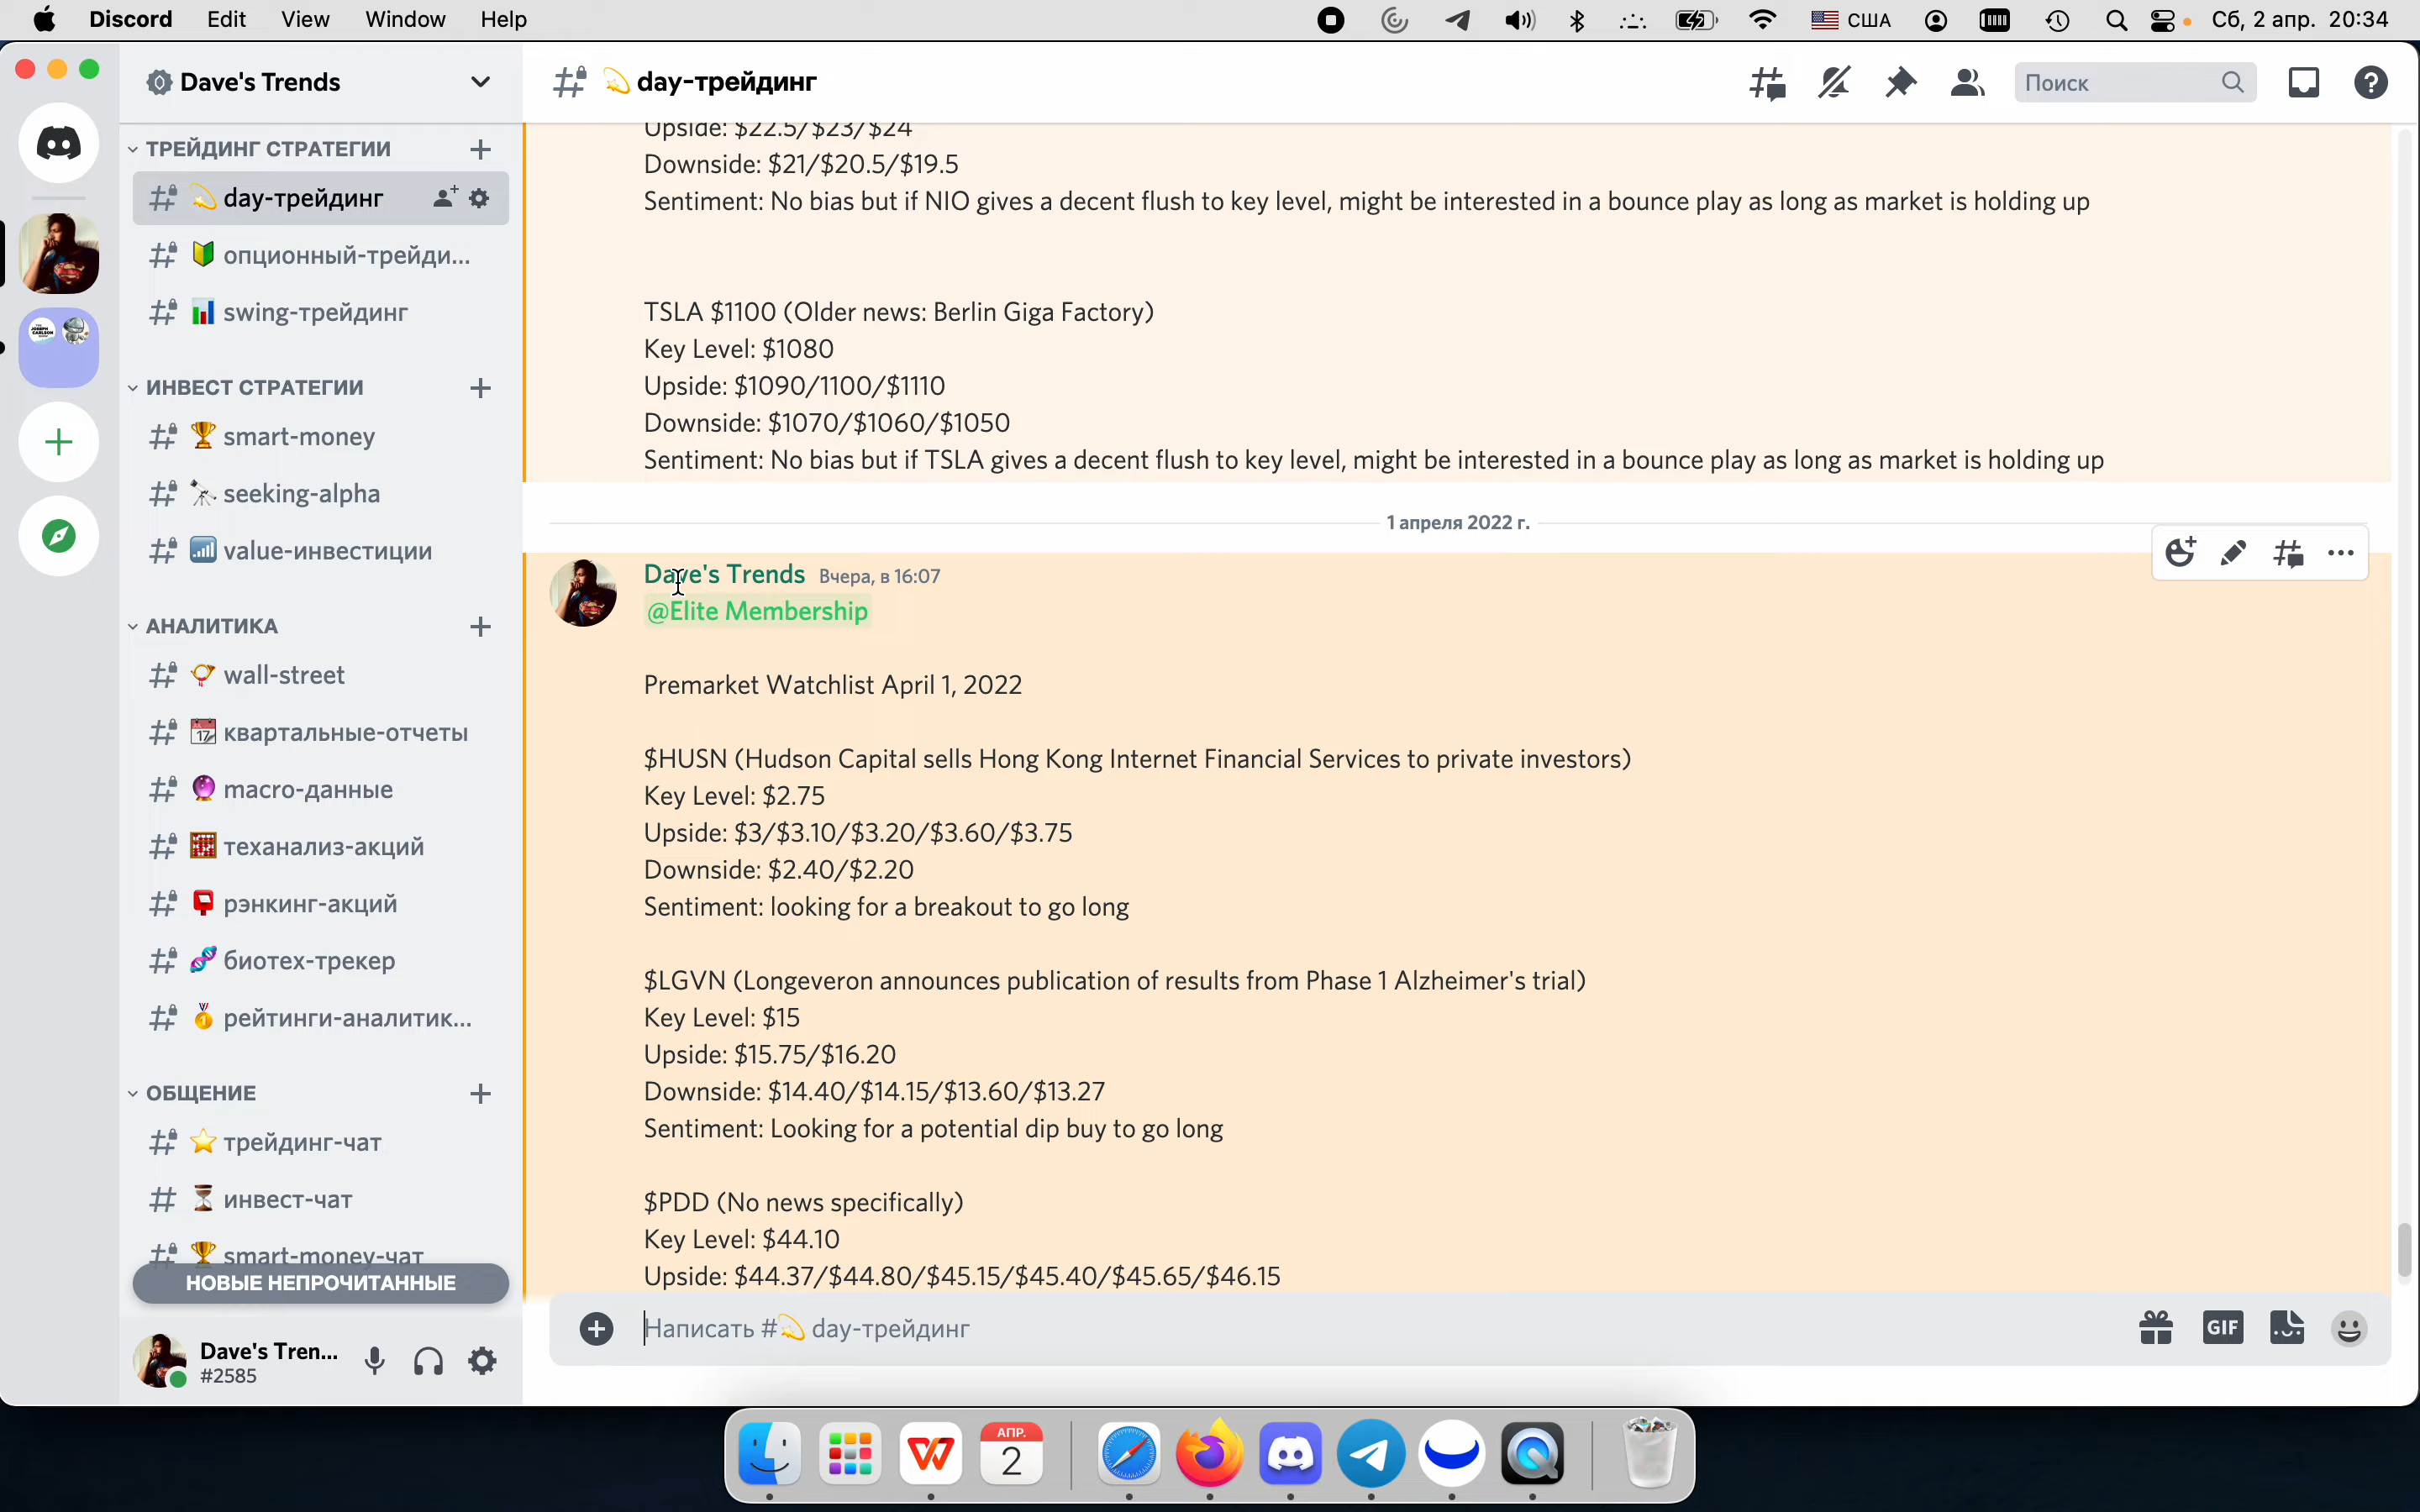 Discord Edit View Window Help США Сб, 2 апр. 20:34
Dave's Trends
ТРЕЙДИНГ СТРАТЕГИИ
day-трейдинг
опционный-трейди...
swing-трейдинг
ИНВЕСТ СТРАТЕГИИ
smart-money
seeking-alpha
value-инвестиции
АНАЛИТИКА
wall-street
квартальные-отчеты
macro-данные
теханализ-акций
рэнкинг-акций
биотех-трекер
рейтинги-аналитик...
ОБЩЕНИЕ
трейдинг-чат
инвест-чат
smart-money-чат
НОВЫЕ НЕПРОЧИТАННЫЕ
Dave's Tren...
#2585
day-трейдинг
Поиск
Upside: $22.5/$23/$24
Downside: $21/$20.5/$19.5
Sentiment: No bias but if NIO gives a decent flush to key level, might be interested in a bounce play as long as market is holding up
TSLA $1100 (Older news: Berlin Giga Factory)
Key Level: $1080
Upside: $1090/1100/$1110
Downside: $1070/$1060/$1050
Sentiment: No bias but if TSLA gives a decent flush to key level, might be interested in a bounce play as long as market is holding up
1 апреля 2022 г.
Dave's Trends Вчера, в 16:07
@Elite Membership
Premarket Watchlist April 1, 2022
$HUSN (Hudson Capital sells Hong Kong Internet Financial Services to private investors)
Key Level: $2.75
Upside: $3/$3.10/$3.20/$3.60/$3.75
Downside: $2.40/$2.20
Sentiment: looking for a breakout to go long
$LGVN (Longeveron announces publication of results from Phase 1 Alzheimer's trial)
Key Level: $15
Upside: $15.75/$16.20
Downside: $14.40/$14.15/$13.60/$13.27
Sentiment: Looking for a potential dip buy to go long
$PDD (No news specifically)
Key Level: $44.10
Upside: $44.37/$44.80/$45.15/$45.40/$45.65/$46.15
Написать # day-трейдинг
GIF
АПР.
2